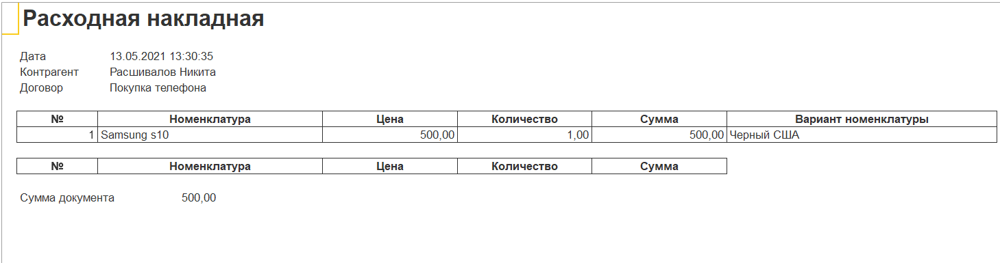 Расходная накладная
Дата 13.05.2021 13:30:35
Контрагент Расшивалов Никита
Договор Покупка телефона
№ Номенклатура Цена Количество Сумма Вариант номенклатуры
1 Samsung s10 500,00 1,00 500,00 Черный США
№ Номенклатура Цена Количество Сумма
Сумма документа 500,00